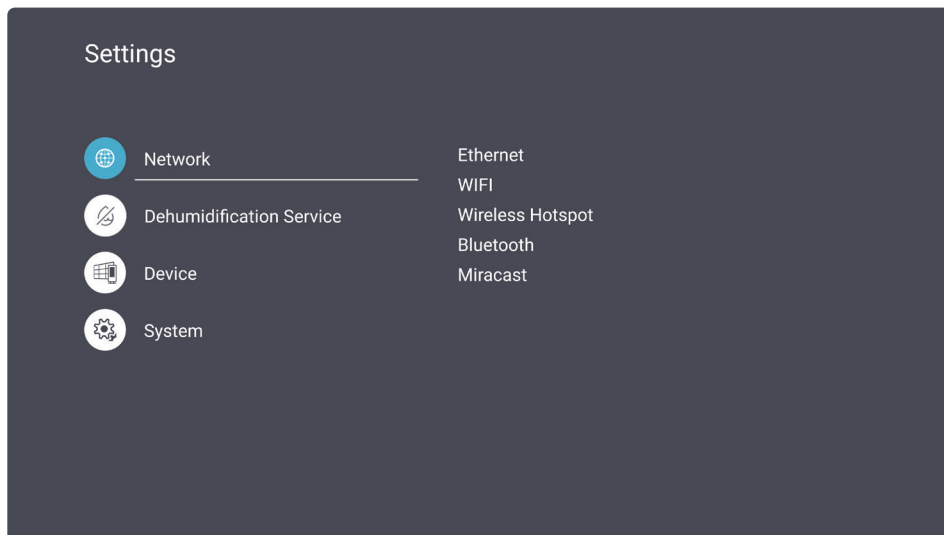 Settings
Network
Dehumidification Service
Device
System
Ethernet
WIFI
Wireless Hotspot
Bluetooth
Miracast